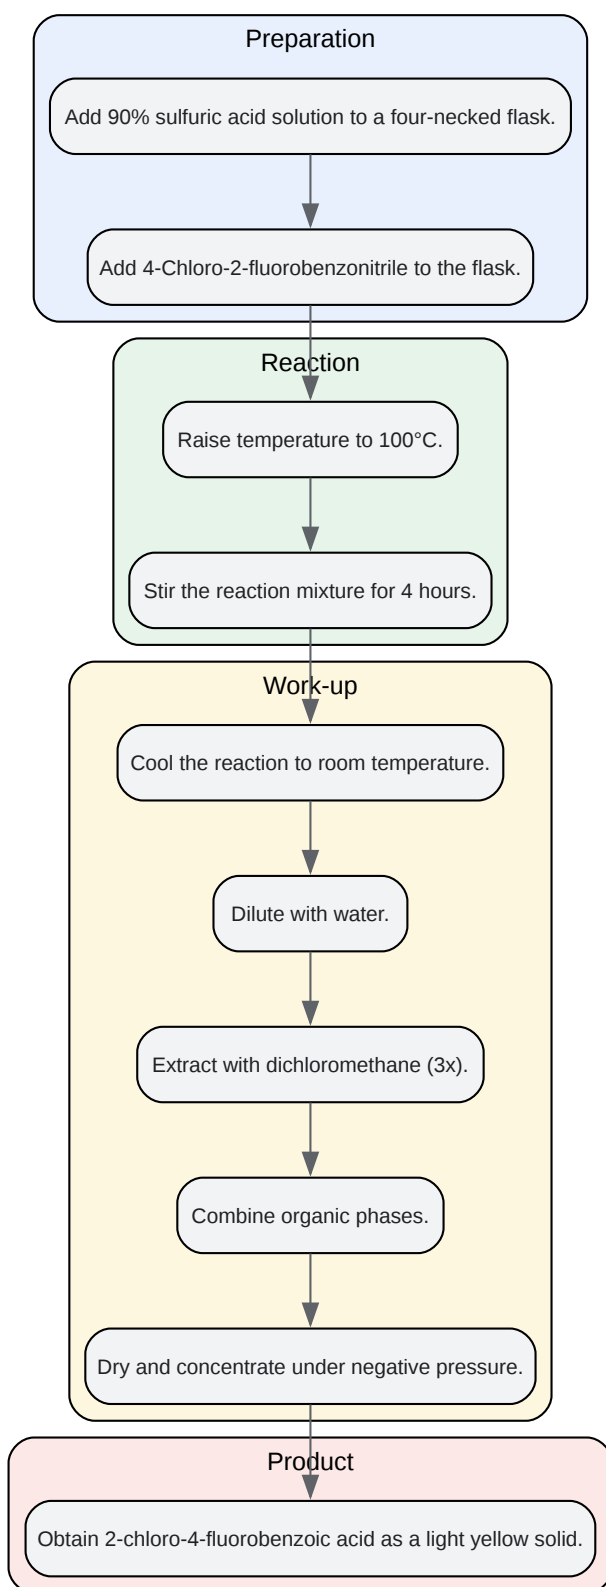 Preparation
Add 90% sulfuric acid solution to a four-necked flask.
Add 4-Chloro-2-fluorobenzonitrile to the flask.
Reaction
Raise temperature to 100°C.
Stir the reaction mixture for 4 hours.
Work-up
Cool the reaction to room temperature.
Dilute with water.
Extract with dichloromethane (3x).
Combine organic phases.
Dry and concentrate under negative pressure.
Product
Obtain 2-chloro-4-fluorobenzoic acid as a light yellow solid.